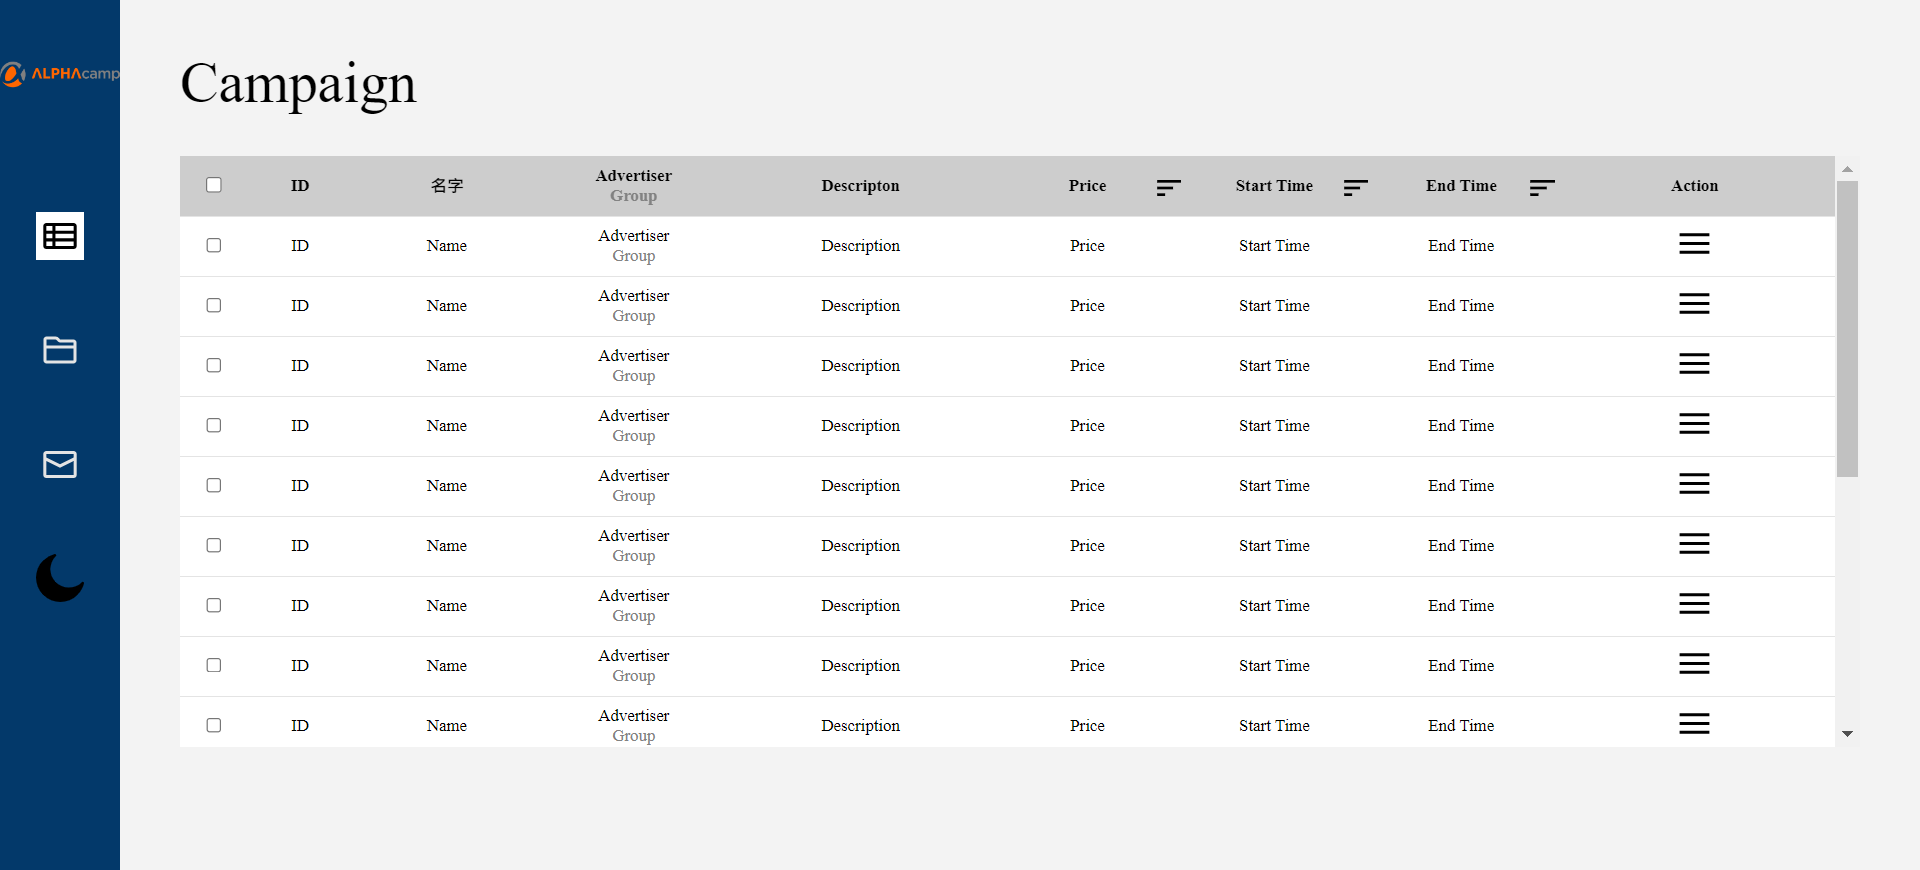 ALPHAcamp
Campaign
ID 名字 Advertiser Descripton Price Start Time End Time Action
Group
ID Name Advertiser Description Price Start Time End Time
Group
ID Name Advertiser Description Price Start Time End Time
Group
ID Name Advertiser Description Price Start Time End Time
Group
ID Name Advertiser Description Price Start Time End Time
Group
ID Name Advertiser Description Price Start Time End Time
Group
ID Name Advertiser Description Price Start Time End Time
Group
ID Name Advertiser Description Price Start Time End Time
Group
ID Name Advertiser Description Price Start Time End Time
Group
ID Name Advertiser Description Price Start Time End Time
Group